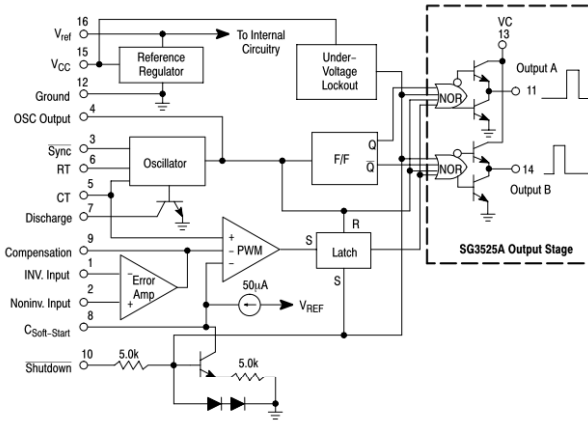 16
Vref
To Internal
Circuitry
15
VCC
Reference
Regulator
Under-
Voltage
Lockout
12
Ground
4
OSC Output
3
Sync
6
RT
Oscillator
5
CT
7
Discharge
F/F
Q
Q
NOR
NOR
VC
13
Output A
11
14
Output B
SG3525A Output Stage
9
Compensation
1
INV. Input
2
Noninv. Input
8
CSoft-Start
−
+
Error
Amp
+
−
−
PWM
S
R
Latch
S
50µA
VREF
10
Shutdown
5.0k
5.0k